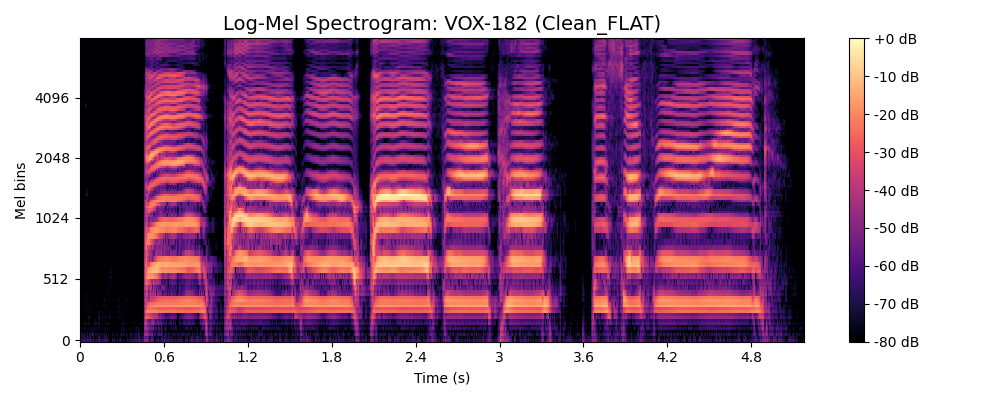 Log-Mel Spectrogram: VOX-182 (Clean_FLAT)
Mel bins
4096
2048
1024
512
0
0 0.6 1.2 1.8 2.4 3 3.6 4.2 4.8
Time (s)
+0 dB
-10 dB
-20 dB
-30 dB
-40 dB
-50 dB
-60 dB
-70 dB
-80 dB